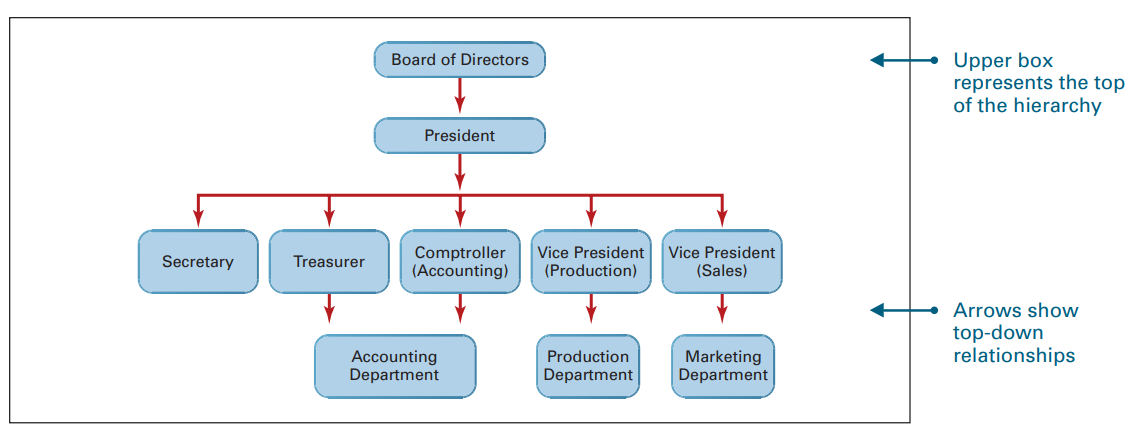 Board of Directors
Upper box
represents the top
of the hierarchy
President
Secretary
Treasurer
Comptroller
(Accounting)
Vice President
(Production)
Vice President
(Sales)
Arrows show
top-down
relationships
Accounting
Department
Production
Department
Marketing
Department